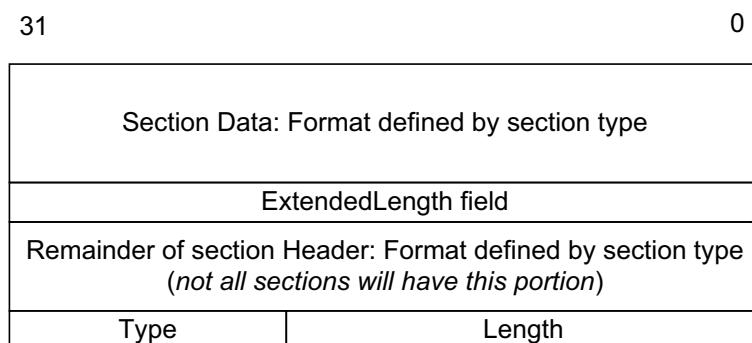 31 0
Section Data: Format defined by section type
ExtendedLength field
Remainder of section Header: Format defined by section type
(not all sections will have this portion)
Type Length